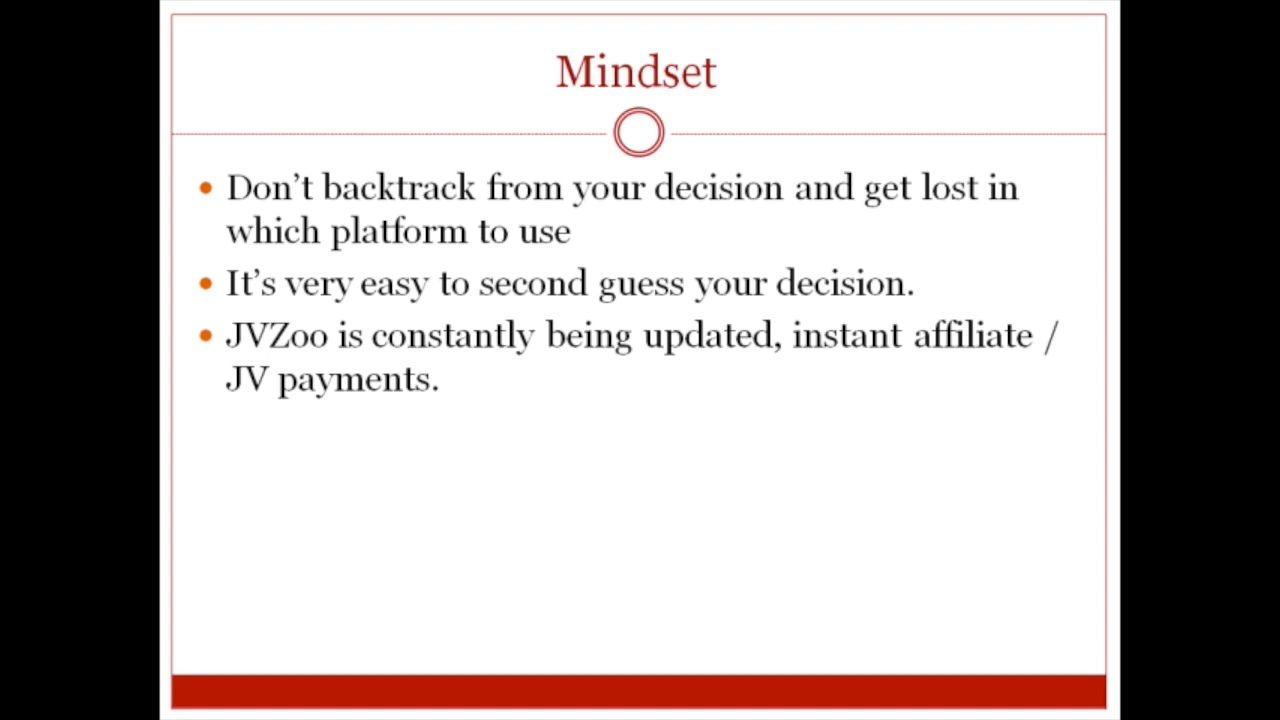 Mindset
Don’t backtrack from your decision and get lost in
which platform to use
It’s very easy to second guess your decision.
JVZoo is constantly being updated, instant affiliate /
JV payments.